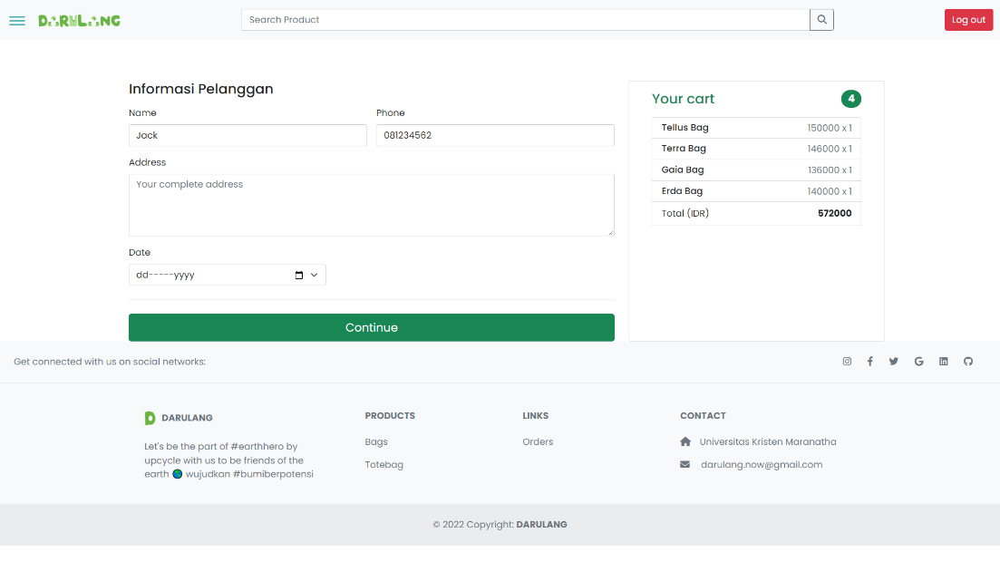 DARULANG
Search Product
Log out
Informasi Pelanggan
Name
Phone
Jack
081234562
Address
Your complete address
Date
dd-----yyyy
Continue
Your cart
4
Tellus Bag 150000 x 1
Terra Bag 146000 x 1
Gaia Bag 136000 x 1
Erda Bag 140000 x 1
Total (IDR) 572000
Get connected with us on social networks:
DARULANG
Let's be the part of #earthhero by
upcycle with us to be friends of the
earth 🌎 wujudkan #bumiberpotensi
PRODUCTS
Bags
Totebag
LINKS
Orders
CONTACT
Universitas Kristen Maranatha
darulang.now@gmail.com
© 2022 Copyright: DARULANG